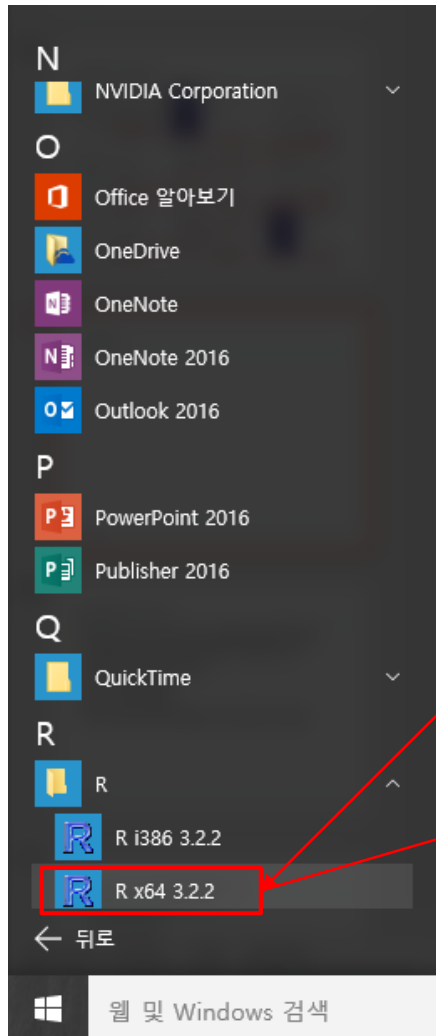 N
NVIDIA Corporation
O
Office 알아보기
OneDrive
OneNote
OneNote 2016
Outlook 2016
P
PowerPoint 2016
Publisher 2016
Q
QuickTime
R
R
R i386 3.2.2
R x64 3.2.2
뒤로
웹 및 Windows 검색